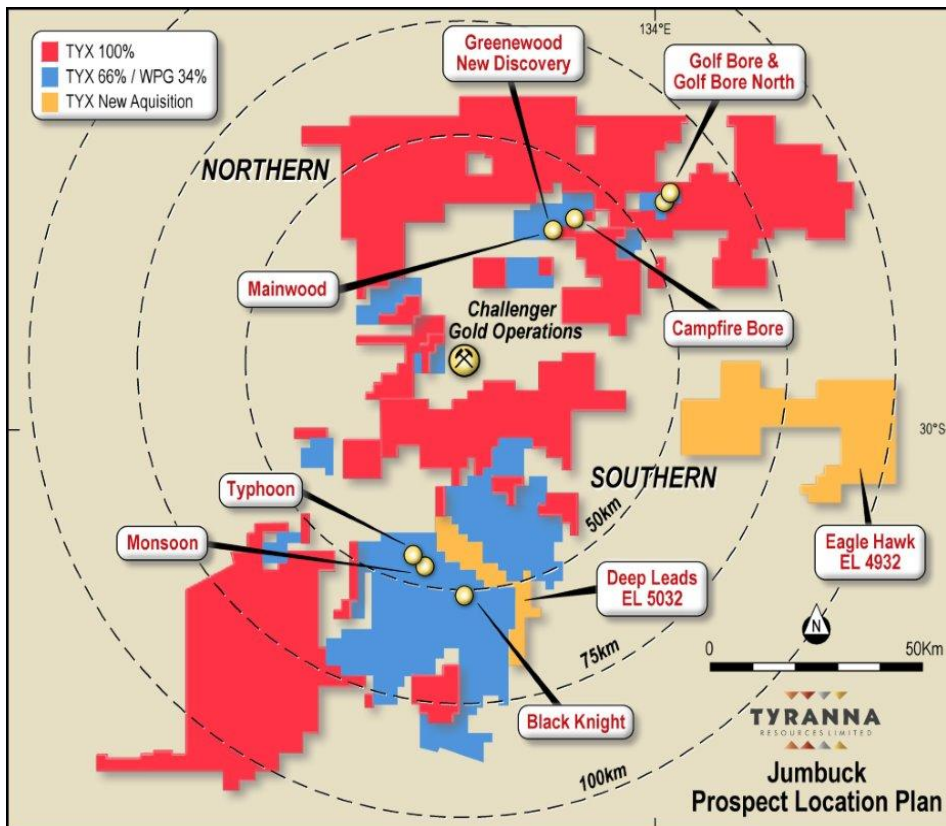 TYX 100%
TYX 66% / WPG 34%
TYX New Aquisition
Greenewood
New Discovery
134°E
Golf Bore &
Golf Bore North
NORTHERN
Mainwood
Challenger
Gold Operations
Campfire Bore
30°S
SOUTHERN
Typhoon
50km
Monsoon
Eagle Hawk
EL 4932
Deep Leads
EL 5032
N
0
50Km
75km
Black Knight
TYRANNA
RESOURCES LIMITED
100km
Jumbuck
Prospect Location Plan